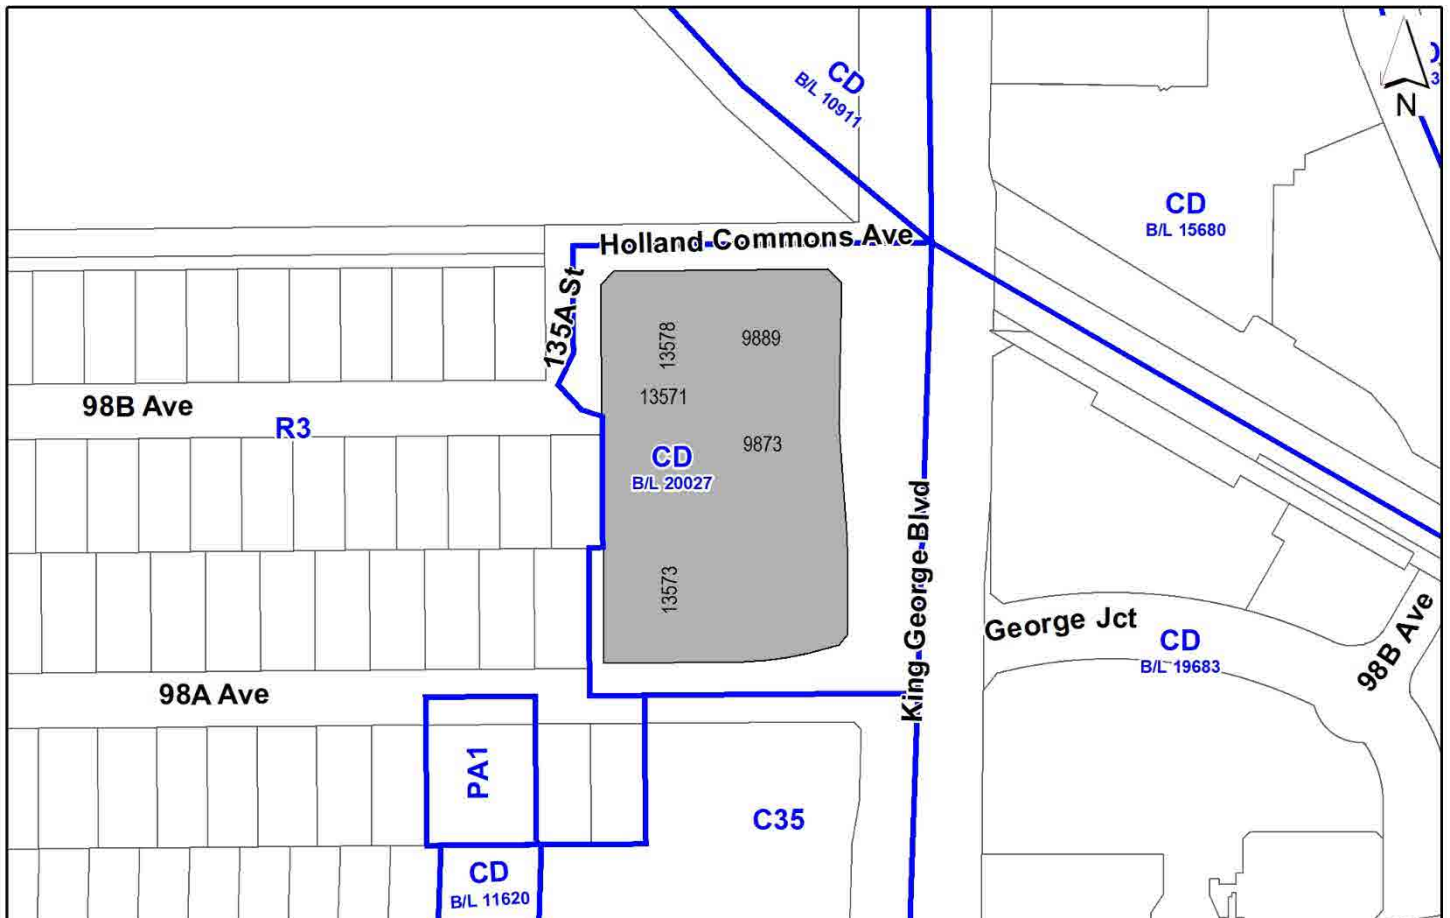 CD
B/L 10911
N
CD
B/L 15680
Holland Commons Ave
135A St
13578
9889
13571
98B Ave
R3
9873
CD
B/L 20027
King George Blvd
13573
George Jct
CD
B/L 19683
98B Ave
98A Ave
PA1
C35
CD
B/L 11620